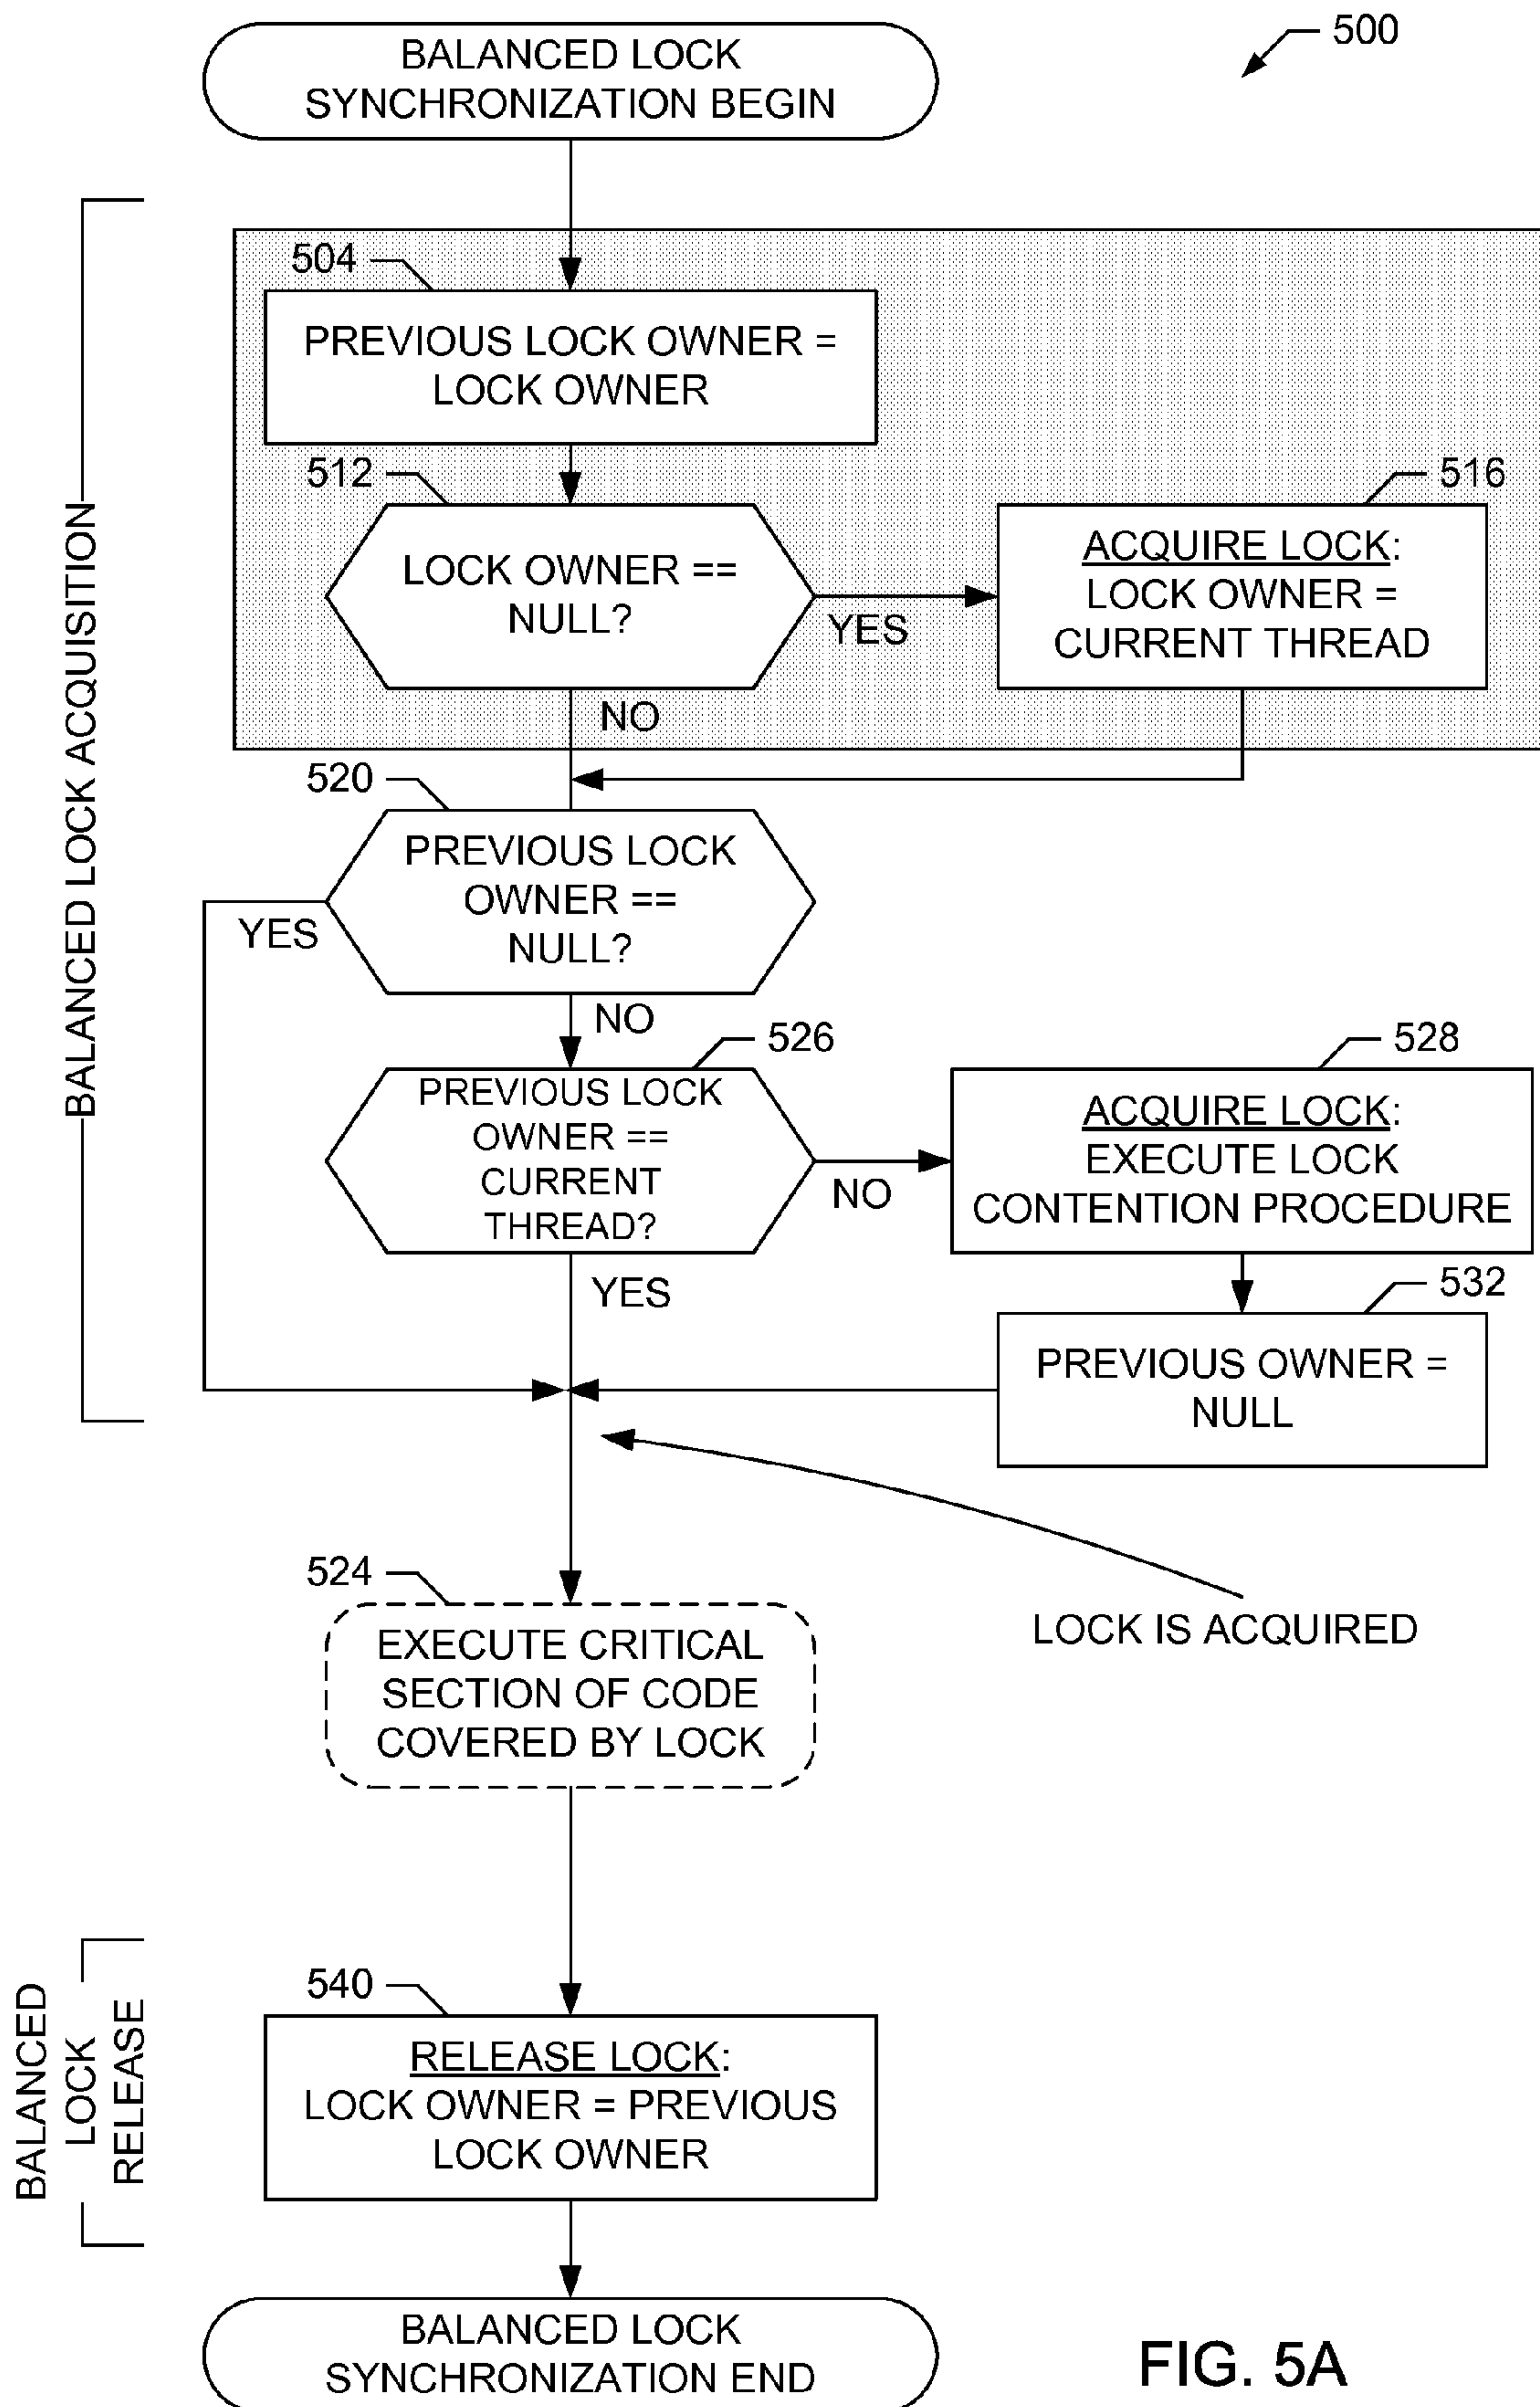 BALANCED LOCK
SYNCHRONIZATION BEGIN
500
BALANCED LOCK ACQUISITION
504
PREVIOUS LOCK OWNER =
LOCK OWNER
512
LOCK OWNER ==
NULL?
YES
NO
516
ACQUIRE LOCK:
LOCK OWNER =
CURRENT THREAD
520
PREVIOUS LOCK
OWNER ==
NULL?
YES
NO
526
PREVIOUS LOCK
OWNER ==
CURRENT
THREAD?
NO
YES
528
ACQUIRE LOCK:
EXECUTE LOCK
CONTENTION PROCEDURE
532
PREVIOUS OWNER =
NULL
LOCK IS ACQUIRED
524
EXECUTE CRITICAL
SECTION OF CODE
COVERED BY LOCK
BALANCED
LOCK
RELEASE
540
RELEASE LOCK:
LOCK OWNER = PREVIOUS
LOCK OWNER
BALANCED LOCK
SYNCHRONIZATION END
FIG. 5A